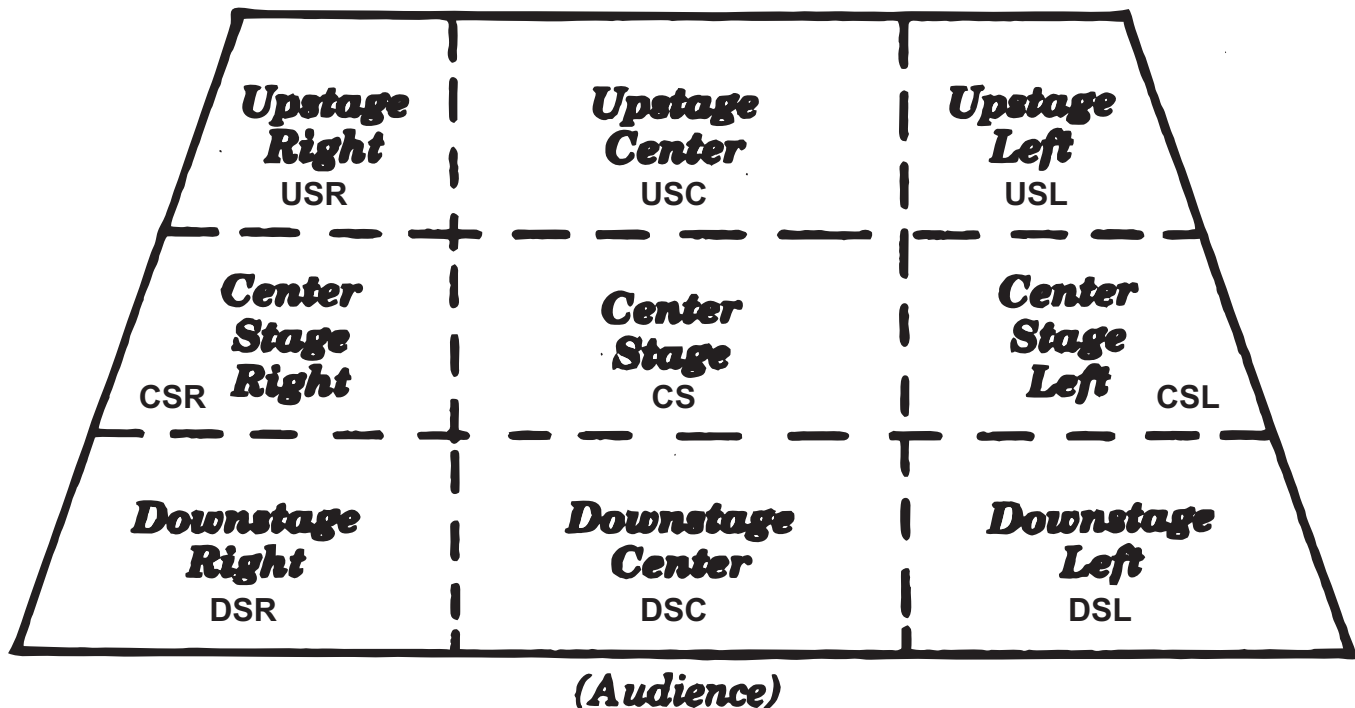 Upstage
Right
USR
Upstage
Center
USC
Upstage
Left
USL
Center
Stage
Right
CSR
Center
Stage
CS
Center
Stage
Left
CSL
Downstage
Right
DSR
Downstage
Center
DSC
Downstage
Left
DSL
(Audience)